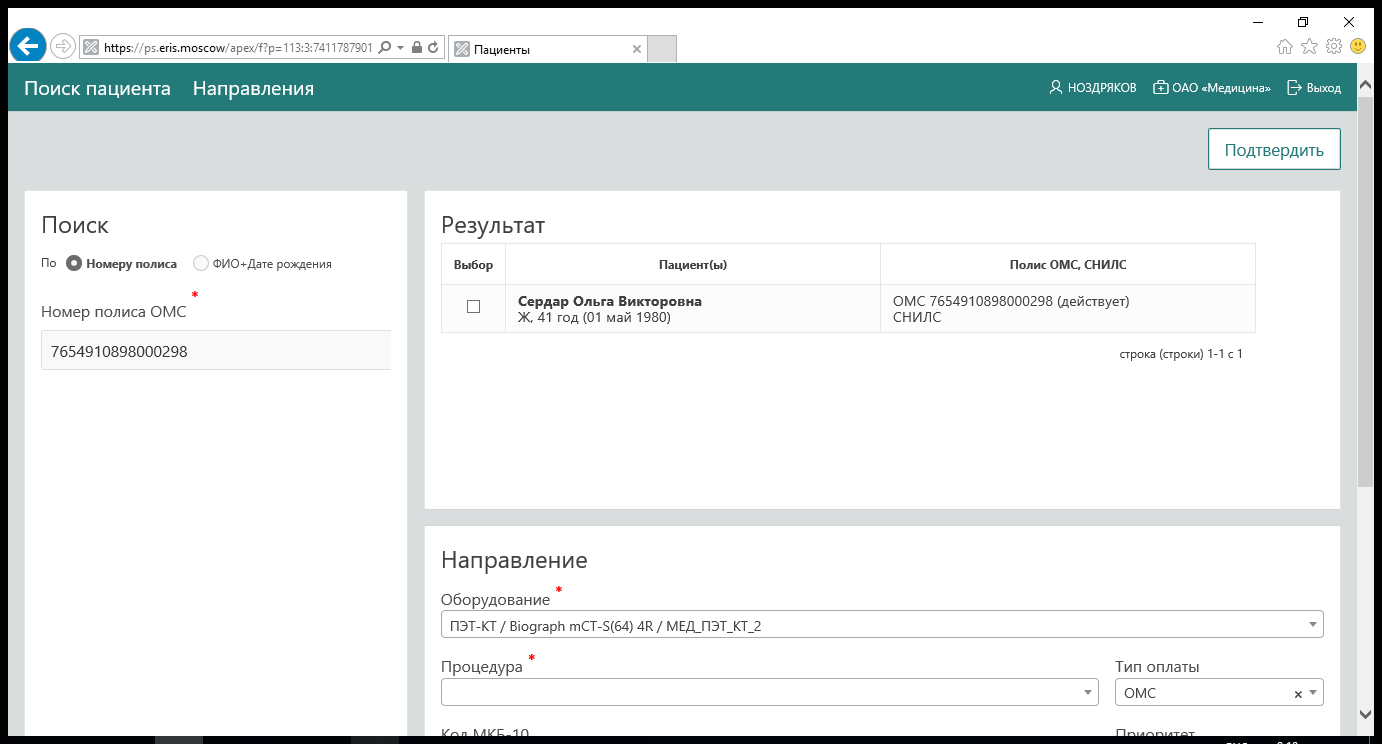 https://ps.eris.moscow/apex/f?p=113:3:7411787901
Пациенты
Поиск пациента
Направления
НОЗДРЯКОВ
ОАО «Медицина»
Выход
Подтвердить
Поиск
По
Номеру полиса
ФИО+Дате рождения
Номер полиса ОМС *
7654910898000298
Результат
Выбор
Пациент(ы)
Полис ОМС, СНИЛС
Сердар Ольга Викторовна
Ж, 41 год (01 май 1980)
ОМС 7654910898000298 (действует)
СНИЛС
строка (строки) 1-1 с 1
Направление
Оборудование *
ПЭТ-КТ / Biograph mCT-S(64) 4R / МЕД_ПЭТ_КТ_2
Процедура *
Тип оплаты
ОМС
Код МКБ-10
Приоритет